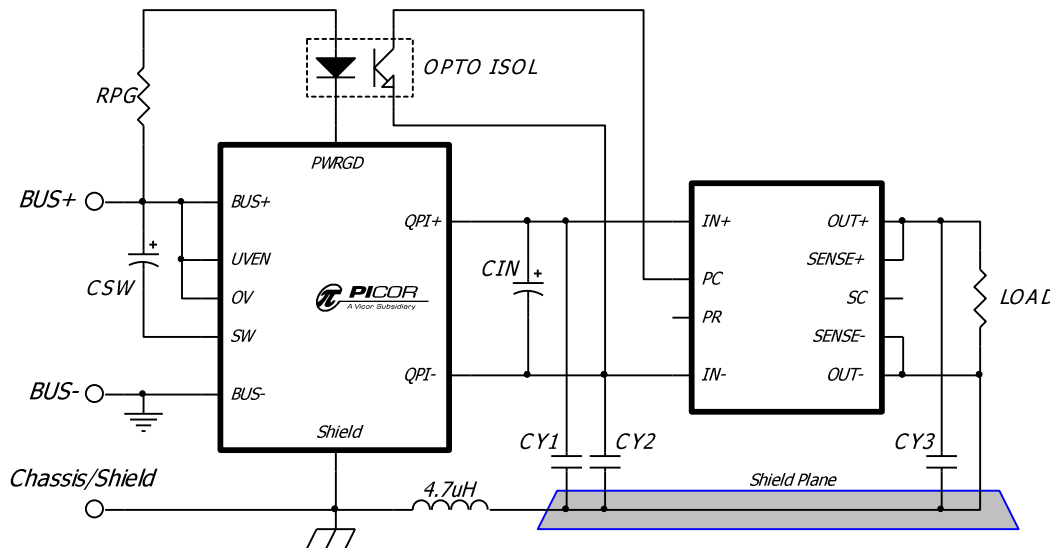 OPTO ISOL
RPG
PWRGD
BUS+
BUS+
QPI+
IN+
OUT+
UVEN
SENSE+
+
CIN
+
CSW
OV
PICOR
A Vicor Subsidiary
PC
SC
LOAD
PR
SW
SENSE-
BUS-
BUS-
QPI-
IN-
OUT-
Shield
CY1
CY2
CY3
Chassis/Shield
4.7uH
Shield Plane